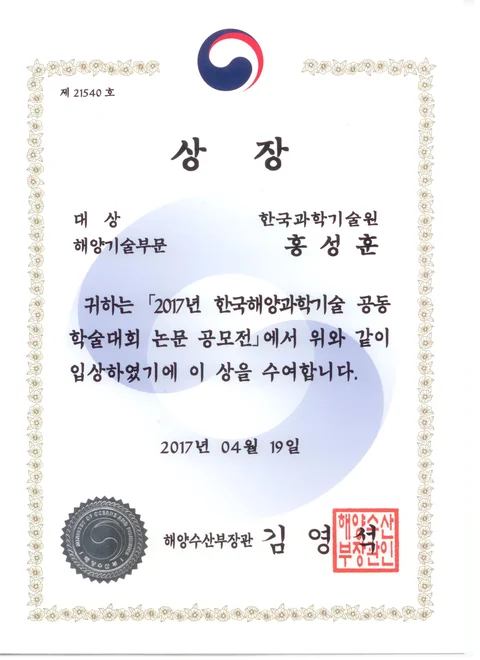 제 21540 호
상 장
대 상 한국과학기술원
해양기술부문 홍 성 훈
귀하는 「2017년 한국해양과학기술 공동
학술대회 논문 공모전」에서 위와 같이
입상하였기에 이 상을 수여합니다.
2017년 04월 19일
해양수산부장관 김 영 석
해양수산
부장관인